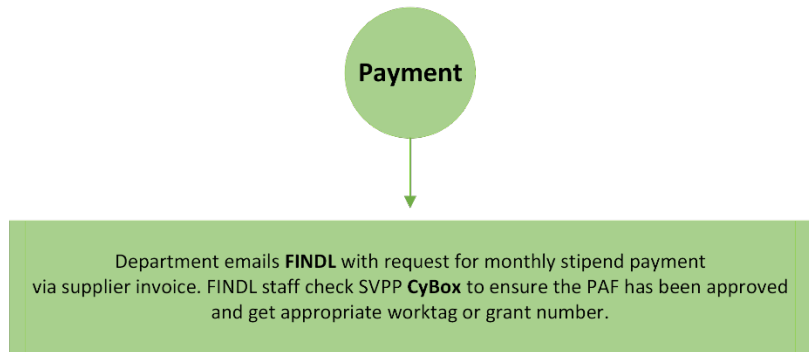 Payment
Department emails FINDL with request for monthly stipend payment
via supplier invoice. FINDL staff check SVPP CyBox to ensure the PAF has been approved
and get appropriate worktag or grant number.